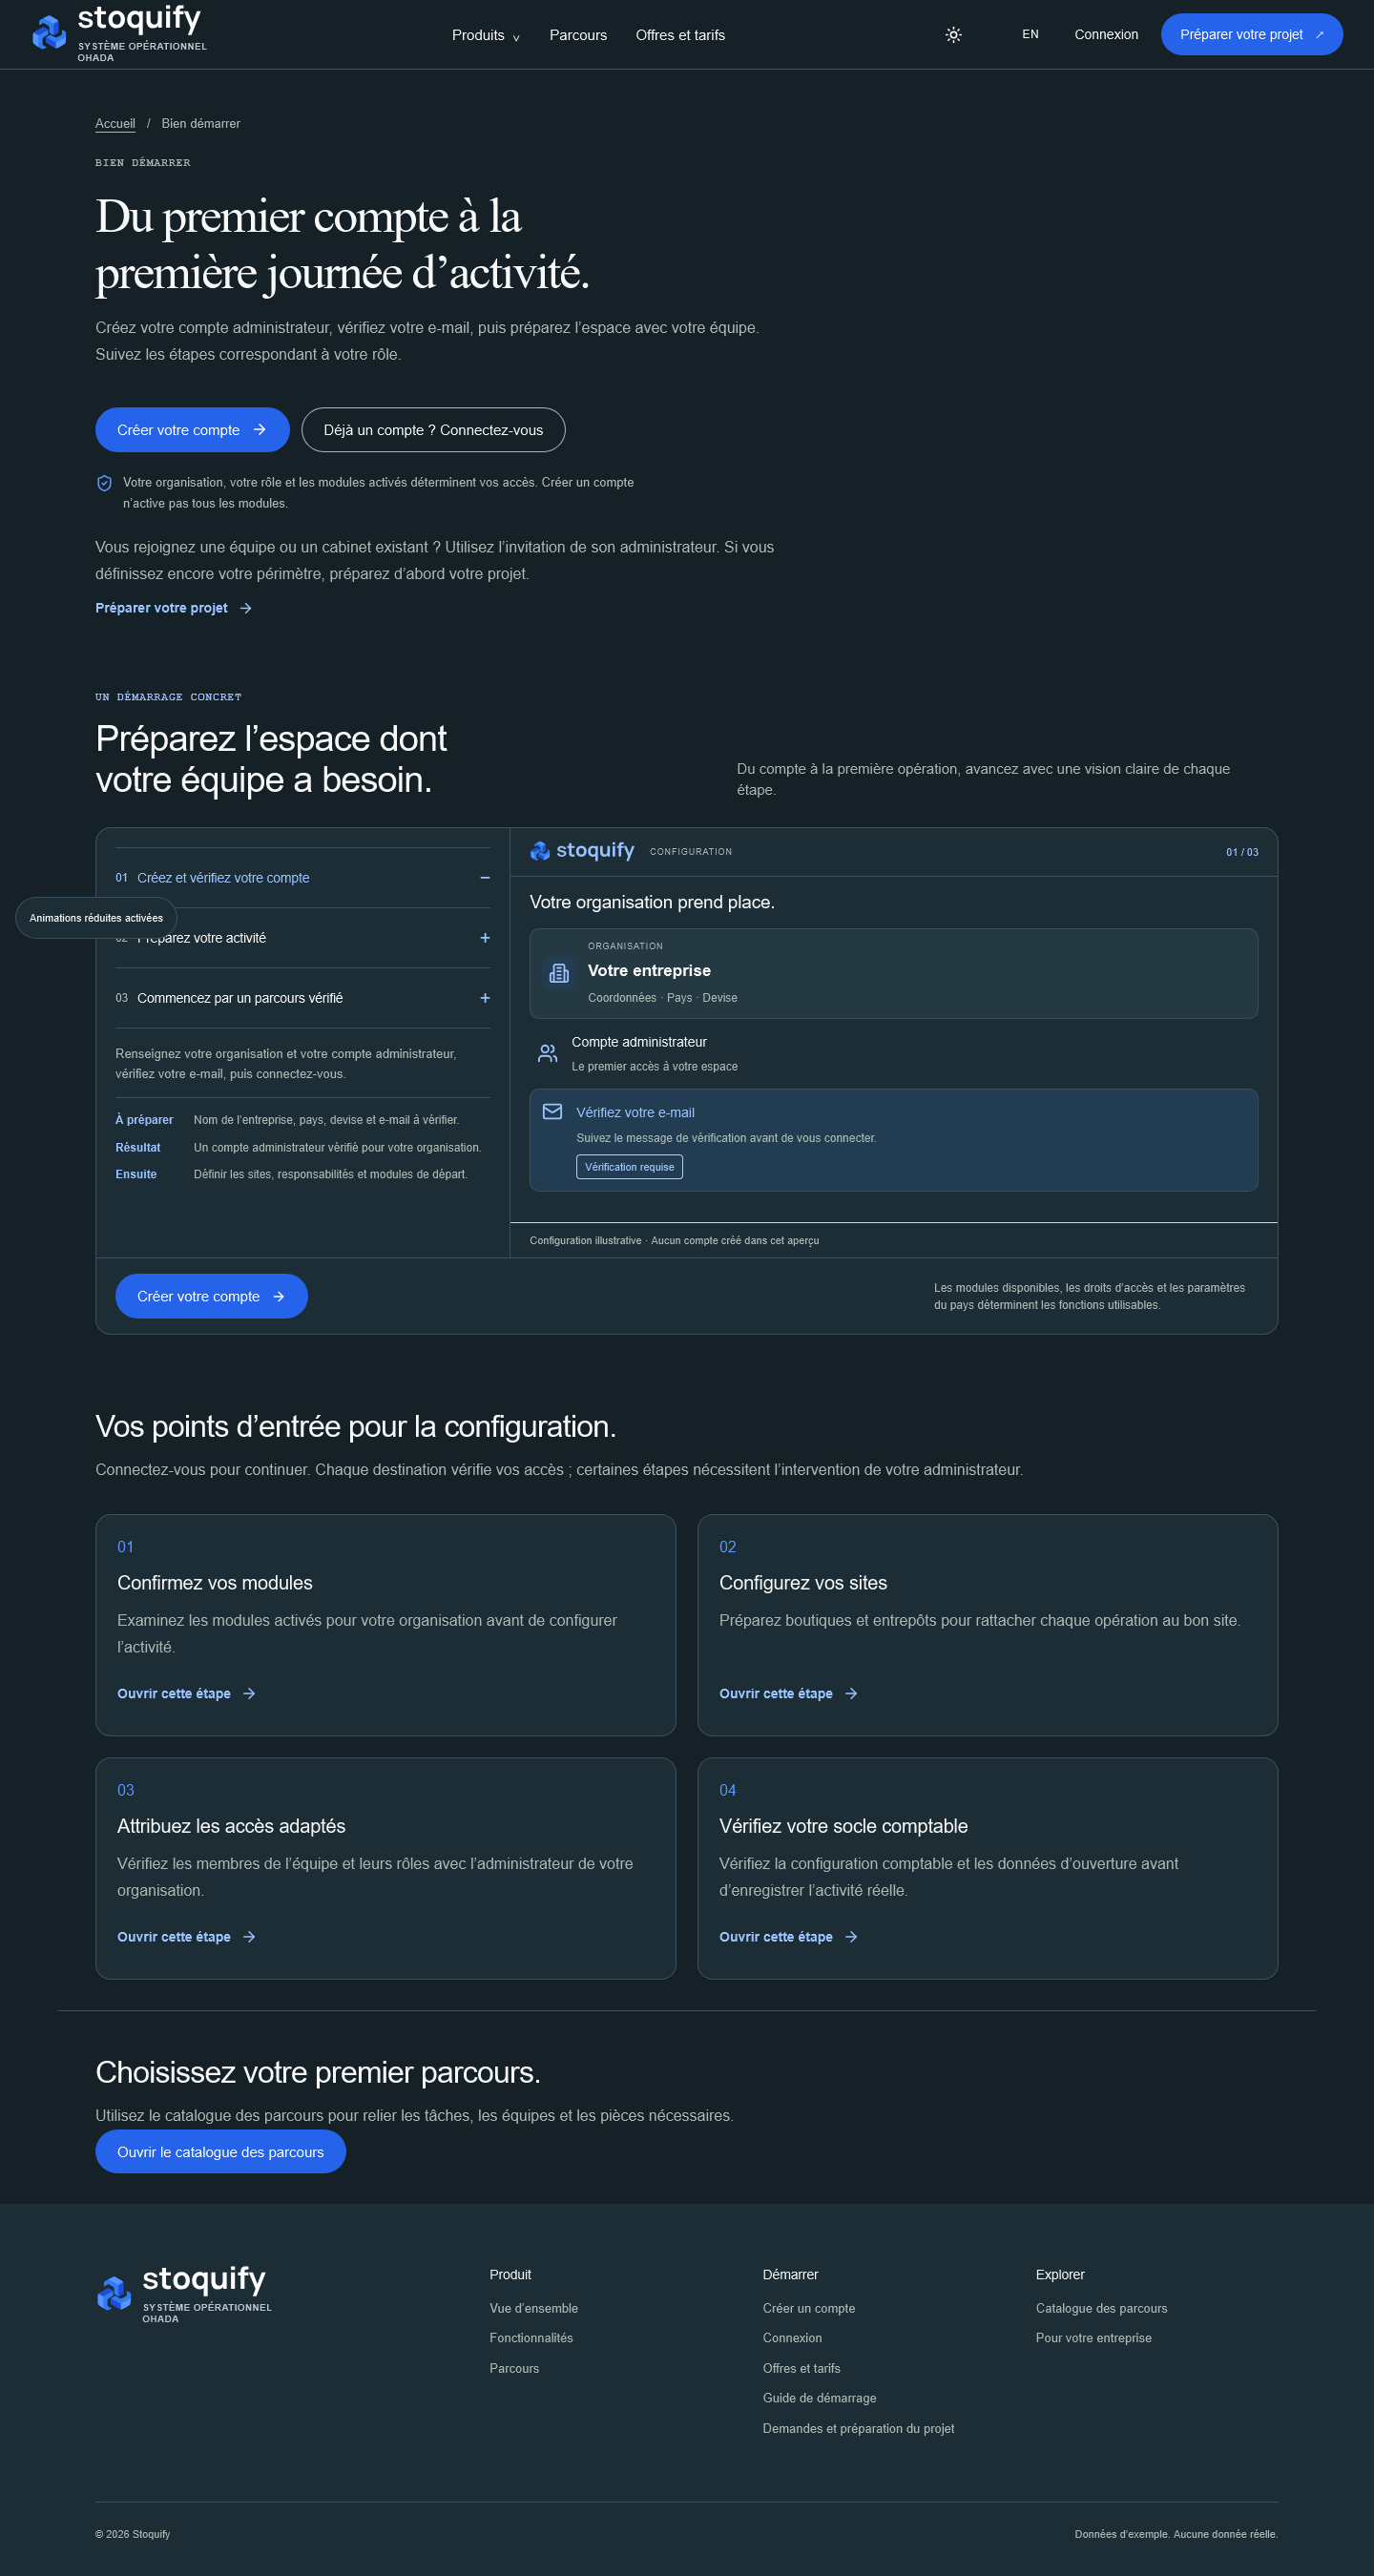 stoquify
SYSTÈME OPÉRATIONNEL
OHADA
Produits
Parcours
Offres et tarifs
EN
Connexion
Préparer votre projet ↗
Accueil / Bien démarrer
BIEN DÉMARRER
Du premier compte à la
première journée d’activité.
Créez votre compte administrateur, vérifiez votre e-mail, puis préparez l’espace avec votre équipe.
Suivez les étapes correspondant à votre rôle.
Créer votre compte →
Déjà un compte ? Connectez-vous
Votre organisation, votre rôle et les modules activés déterminent vos accès. Créer un compte
n’active pas tous les modules.
Vous rejoignez une équipe ou un cabinet existant ? Utilisez l’invitation de son administrateur. Si vous
définissez encore votre périmètre, préparez d’abord votre projet.
Préparer votre projet →
UN DÉMARRAGE CONCRET
Préparez l’espace dont
votre équipe a besoin.
Du compte à la première opération, avancez avec une vision claire de chaque
étape.
01 Créez et vérifiez votre compte −
Animations réduites activées
02 Préparez votre activité +
03 Commencez par un parcours vérifié +
Renseignez votre organisation et votre compte administrateur,
vérifiez votre e-mail, puis connectez-vous.
À préparer Nom de l’entreprise, pays, devise et e-mail à vérifier.
Résultat Un compte administrateur vérifié pour votre organisation.
Ensuite Définir les sites, responsabilités et modules de départ.
stoquify CONFIGURATION 01 / 03
Votre organisation prend place.
ORGANISATION
Votre entreprise
Coordonnées · Pays · Devise
Compte administrateur
Le premier accès à votre espace
Vérifiez votre e-mail
Suivez le message de vérification avant de vous connecter.
Vérification requise
Configuration illustrative · Aucun compte créé dans cet aperçu
Créer votre compte →
Les modules disponibles, les droits d’accès et les paramètres
du pays déterminent les fonctions utilisables.
Vos points d’entrée pour la configuration.
Connectez-vous pour continuer. Chaque destination vérifie vos accès ; certaines étapes nécessitent l’intervention de votre administrateur.
01
Confirmez vos modules
Examinez les modules activés pour votre organisation avant de configurer
l’activité.
Ouvrir cette étape →
02
Configurez vos sites
Préparez boutiques et entrepôts pour rattacher chaque opération au bon site.
Ouvrir cette étape →
03
Attribuez les accès adaptés
Vérifiez les membres de l’équipe et leurs rôles avec l’administrateur de votre
organisation.
Ouvrir cette étape →
04
Vérifiez votre socle comptable
Vérifiez la configuration comptable et les données d’ouverture avant
d’enregistrer l’activité réelle.
Ouvrir cette étape →
Choisissez votre premier parcours.
Utilisez le catalogue des parcours pour relier les tâches, les équipes et les pièces nécessaires.
Ouvrir le catalogue des parcours
stoquify
SYSTÈME OPÉRATIONNEL
OHADA
Produit
Vue d’ensemble
Fonctionnalités
Parcours
Démarrer
Créer un compte
Connexion
Offres et tarifs
Guide de démarrage
Demandes et préparation du projet
Explorer
Catalogue des parcours
Pour votre entreprise
© 2026 Stoquify
Données d’exemple. Aucune donnée réelle.